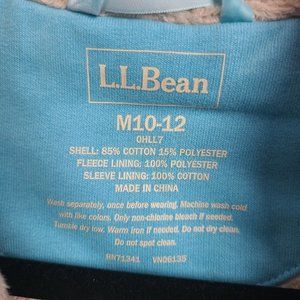 L.L.Bean
M10-12
0HLL7
SHELL: 85% COTTON 15% POLYESTER
FLEECE LINING: 100% POLYESTER
SLEEVE LINING: 100% COTTON
MADE IN CHINA
Wash separately, once before wearing. Machine wash cold
with like colors. Only non-chlorine bleach if needed.
Tumble dry low. Warm iron if needed. Do not dry clean.
Do not spot clean.
RN71341 VN06135